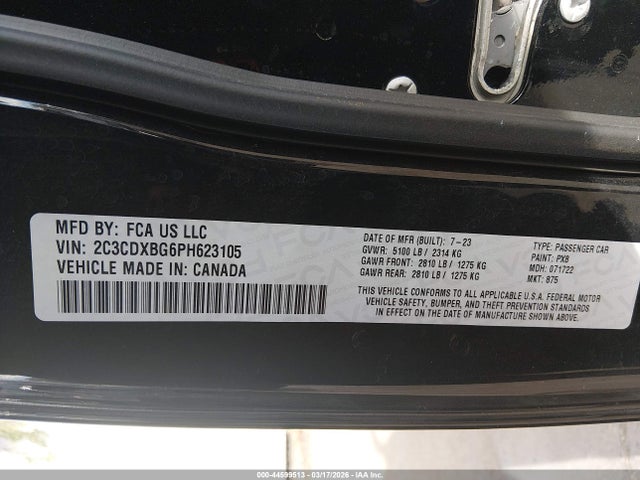 MFD BY: FCA US LLC
VIN: 2C3CDXBG6PH623105
VEHICLE MADE IN: CANADA
DATE OF MFR (BUILT): 7-23
GVWR: 5100 LB / 2314 KG
GAWR FRONT: 2810 LB / 1275 KG
GAWR REAR: 2810 LB / 1275 KG
TYPE: PASSENGER CAR
PAINT: PX8
MDH: 071722
MKT: 875
THIS VEHICLE CONFORMS TO ALL APPLICABLE U.S.A. FEDERAL MOTOR
VEHICLE SAFETY, BUMPER, AND THEFT PREVENTION STANDARDS
IN EFFECT ON THE DATE OF MANUFACTURE SHOWN ABOVE.
000-44599513 - 03/17/2026 - IAAI.COM